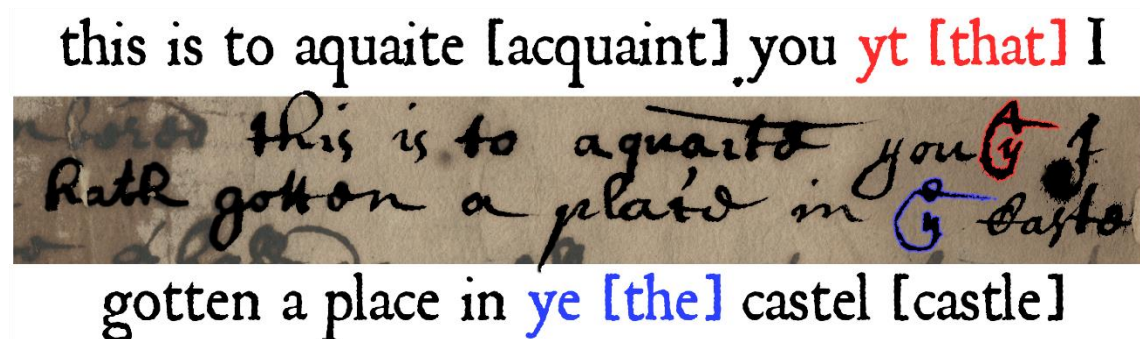 this is to aquaite [acquaint] you yt [that] I
this is to aquaite you yt I
hath gotten a place in ye Caste
gotten a place in ye [the] castel [castle]